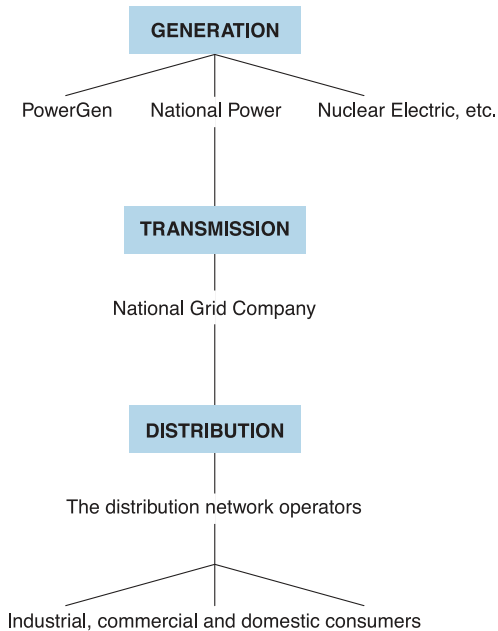 GENERATION
PowerGen National Power Nuclear Electric, etc.
TRANSMISSION
National Grid Company
DISTRIBUTION
The distribution network operators
Industrial, commercial and domestic consumers